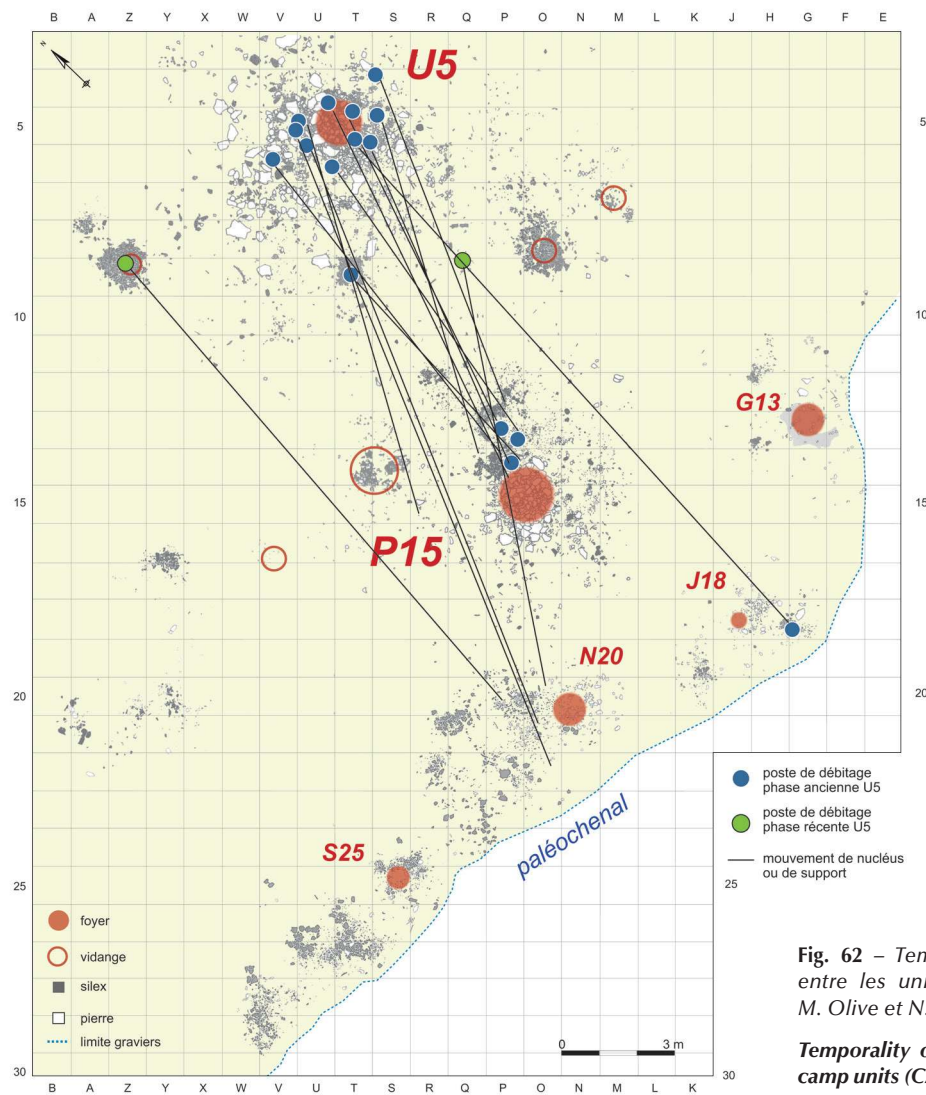 B A Z Y X W V U T S R Q P O N M L K J H G F E
U5
5
5
10
10
G13
15
15
P15
J18
N20
20
20
poste de débitage
phase ancienne U5
poste de débitage
phase récente U5
paléochenal
mouvement de nucléus
ou de support
S25
25
25
foyer
vidange
silex
pierre
limite graviers
0 3 m
30
30
B A Z Y X W V U T S R Q P O N M L K
Fig. 62 – Tem
entre les uni
M. Olive et N.
Temporality o
camp units (C.